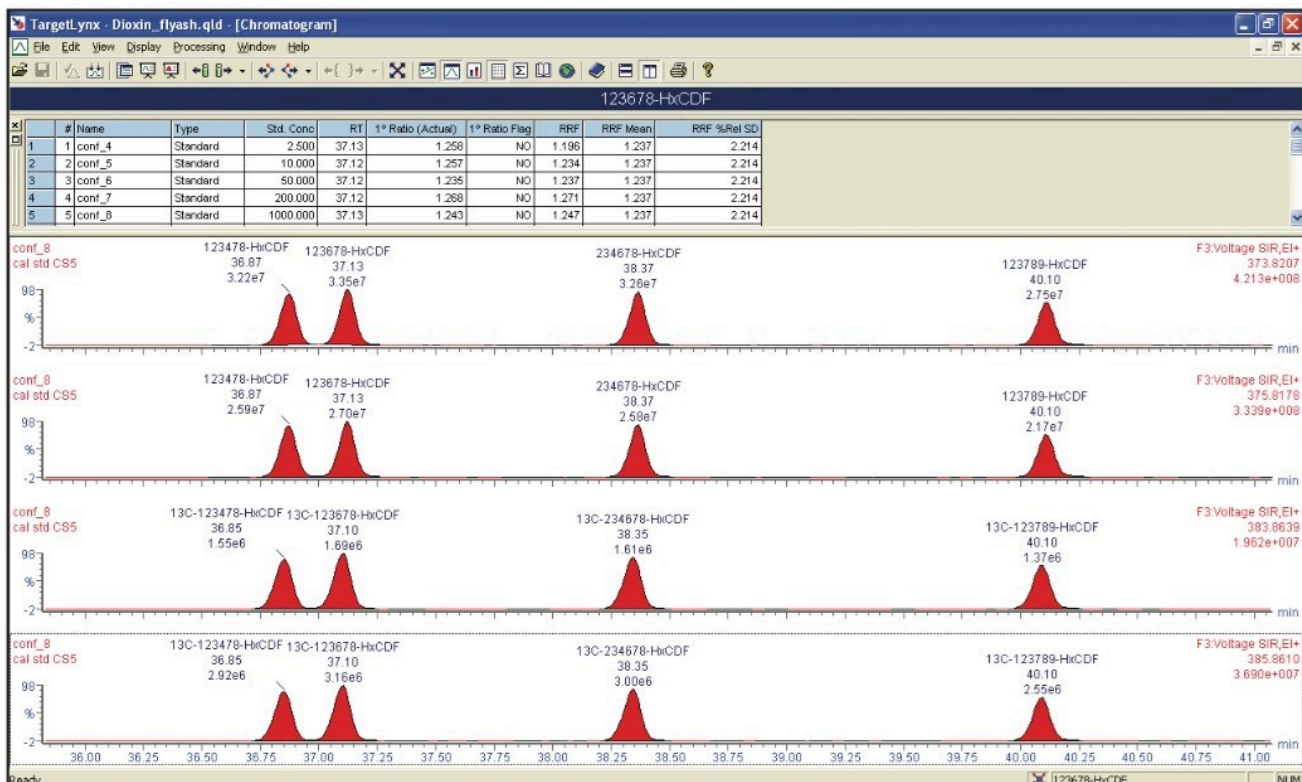 TargetLynx - Dioxin_flyash.qld - [Chromatogram]
File Edit View Display Processing Window Help
123678-HxCDF
# Name Type Std. Conc RT 1º Ratio (Actual) 1º Ratio Flag RRF RRF Mean RRF %Rel SD
1 1 conf_4 Standard 2.500 37.13 1.258 NO 1.196 1.237 2.214
2 2 conf_5 Standard 10.000 37.12 1.257 NO 1.234 1.237 2.214
3 3 conf_6 Standard 50.000 37.12 1.235 NO 1.237 1.237 2.214
4 4 conf_7 Standard 200.000 37.12 1.268 NO 1.271 1.237 2.214
5 5 conf_8 Standard 1000.000 37.13 1.243 NO 1.247 1.237 2.214
conf_8 123478-HxCDF 123678-HxCDF 234678-HxCDF 123789-HxCDF F3:Voltage SIR,EI+
cal std CS5 36.87 37.13 38.37 40.10 373.8207
3.22e7 3.35e7 3.26e7 2.75e7 4.213e+008
98
%
-2
min
conf_8 123478-HxCDF 123678-HxCDF 234678-HxCDF 123789-HxCDF F3:Voltage SIR,EI+
cal std CS5 36.87 37.13 38.37 40.10 375.8178
2.59e7 2.70e7 2.58e7 2.17e7 3.339e+008
98
%
-2
min
conf_8 13C-123478-HxCDF 13C-123678-HxCDF 13C-234678-HxCDF 13C-123789-HxCDF F3:Voltage SIR,EI+
cal std CS5 36.85 37.10 38.35 40.10 383.8639
1.55e6 1.69e6 1.61e6 1.37e6 1.962e+007
98
%
-2
min
conf_8 13C-123478-HxCDF 13C-123678-HxCDF 13C-234678-HxCDF 13C-123789-HxCDF F3:Voltage SIR,EI+
cal std CS5 36.85 37.10 38.35 40.10 385.8610
2.92e6 3.16e6 3.00e6 2.55e6 3.690e+007
98
%
-2
min
36.00 36.25 36.50 36.75 37.00 37.25 37.50 37.75 38.00 38.25 38.50 38.75 39.00 39.25 39.50 39.75 40.00 40.25 40.50 40.75 41.00
Ready 123678-HxCDF NUM